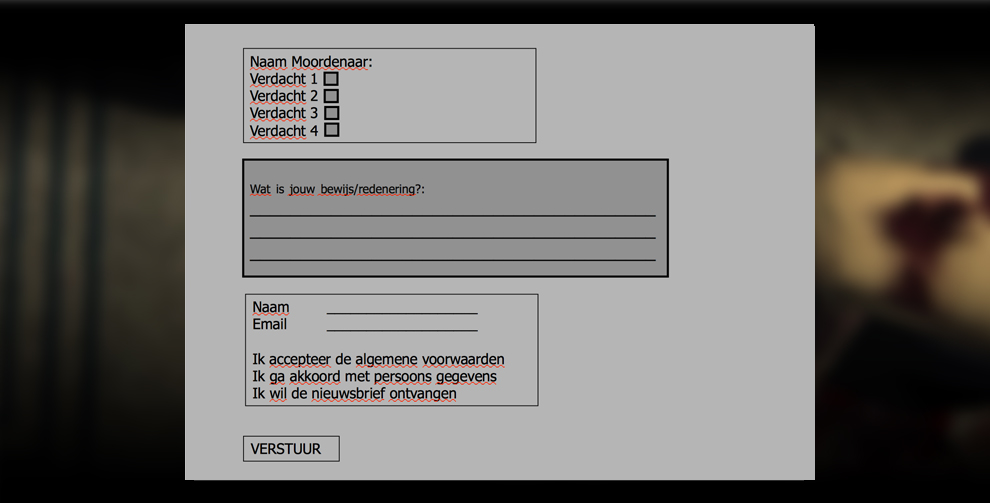 Naam Moordenaar:
Verdacht 1
Verdacht 2
Verdacht 3
Verdacht 4
Wat is jouw bewijs/redenering?:
Naam
Email
Ik accepteer de algemene voorwaarden
Ik ga akkoord met persoons gegevens
Ik wil de nieuwsbrief ontvangen
VERSTUUR